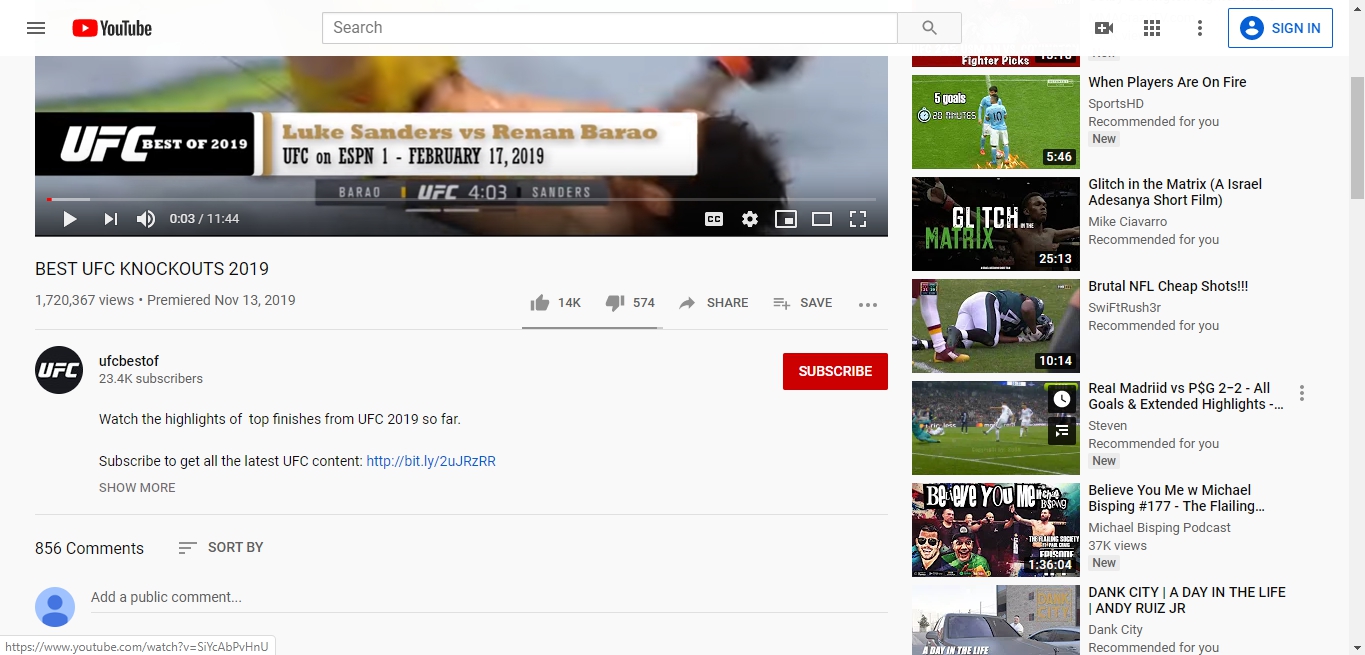 YouTube
Search
SIGN IN
UFC BEST OF 2019
Luke Sanders vs Renan Barao
UFC on ESPN 1 - FEBRUARY 17, 2019
BARAO UFC 4:03 SANDERS
0:03 / 11:44
CC
BEST UFC KNOCKOUTS 2019
1,720,367 views • Premiered Nov 13, 2019
14K
574
SHARE
SAVE
UFC
ufcbestof
23.4K subscribers
SUBSCRIBE
Watch the highlights of  top finishes from UFC 2019 so far.
Subscribe to get all the latest UFC content: http://bit.ly/2uJRzRR
SHOW MORE
856 Comments
SORT BY
Add a public comment...
https://www.youtube.com/watch?v=SiYcAbPvHnU
Fighter Picks
5 goals
20 MINUTES
5:46
When Players Are On Fire
SportsHD
Recommended for you
New
GLITCH
IN THE
MATRIX
25:13
Glitch in the Matrix (A Israel
Adesanya Short Film)
Mike Ciavarro
Recommended for you
10:14
Brutal NFL Cheap Shots!!!
SwiFtRush3r
Recommended for you
Real Madriid vs P$G 2−2 - All
Goals & Extended Highlights -...
Steven
Recommended for you
New
BELIEVE YOU ME
THE FLAILING SOCIETY
EPISODE
1:36:04
Believe You Me w Michael
Bisping #177 - The Flailing...
Michael Bisping Podcast
37K views
New
DANK
CITY
A DAY IN THE LIFE
DANK CITY | A DAY IN THE LIFE
| ANDY RUIZ JR
Dank City
Recommended for you